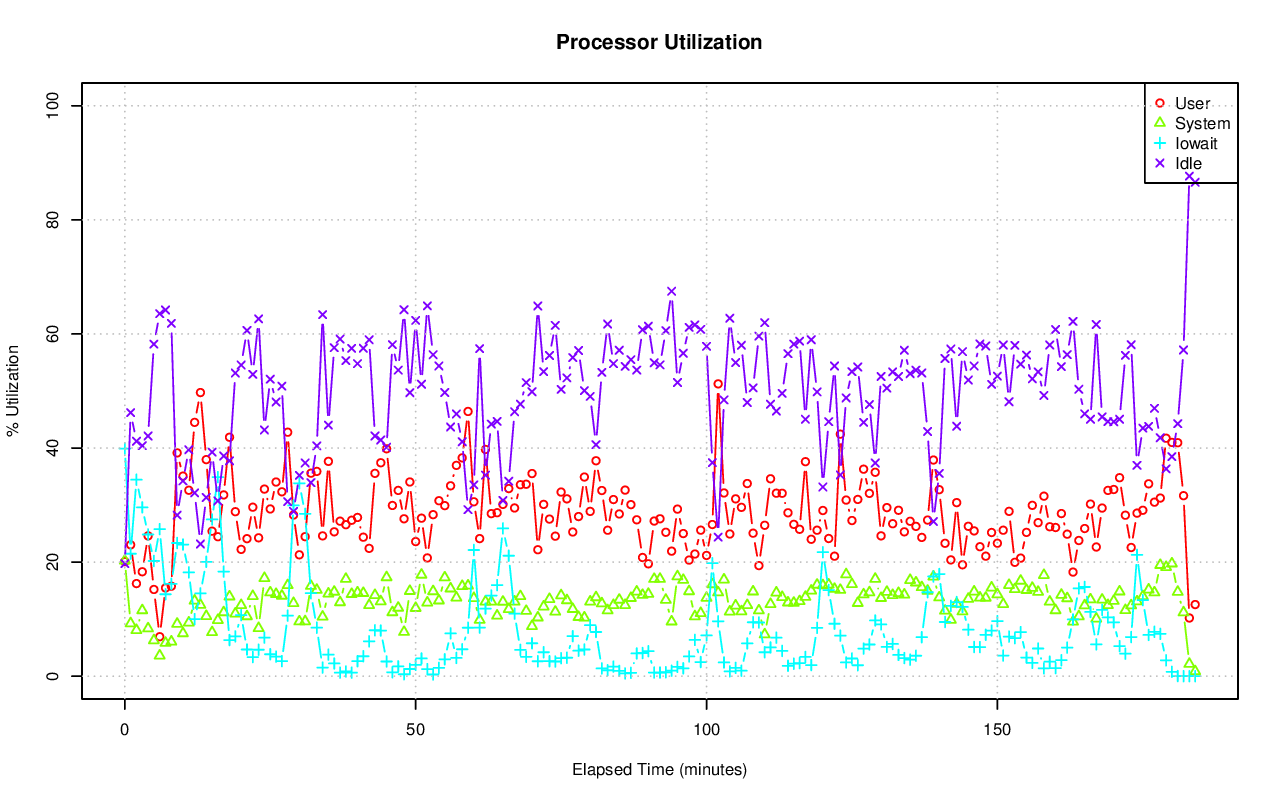 Processor Utilization
% Utilization
100
80
60
40
20
0
User
System
Iowait
Idle
0
50
100
150
Elapsed Time (minutes)